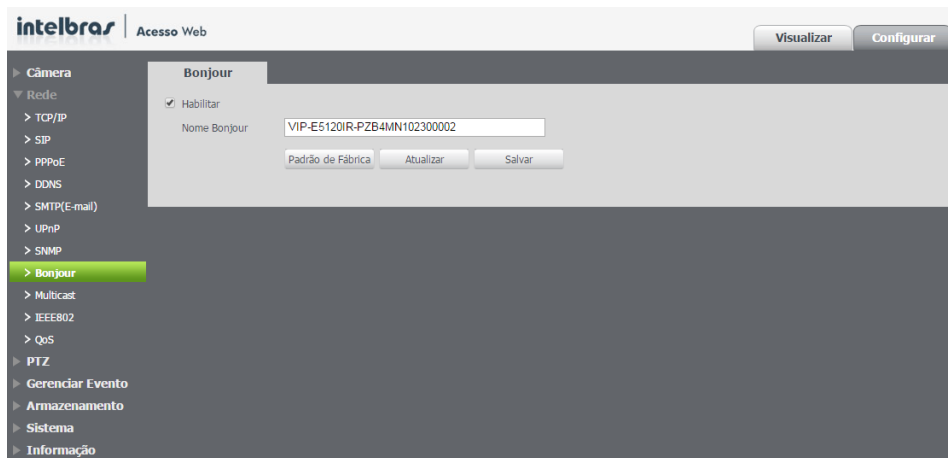 intelbras Acesso Web
Visualizar
Configurar
Câmera
Rede
> TCP/IP
> SIP
> PPPoE
> DDNS
> SMTP(E-mail)
> UPnP
> SNMP
> Bonjour
> Multicast
> IEEE802
> QoS
PTZ
Gerenciar Evento
Armazenamento
Sistema
Informação
Bonjour
Habilitar
Nome Bonjour VIP-E5120IR-PZB4MN102300002
Padrão de Fábrica Atualizar Salvar